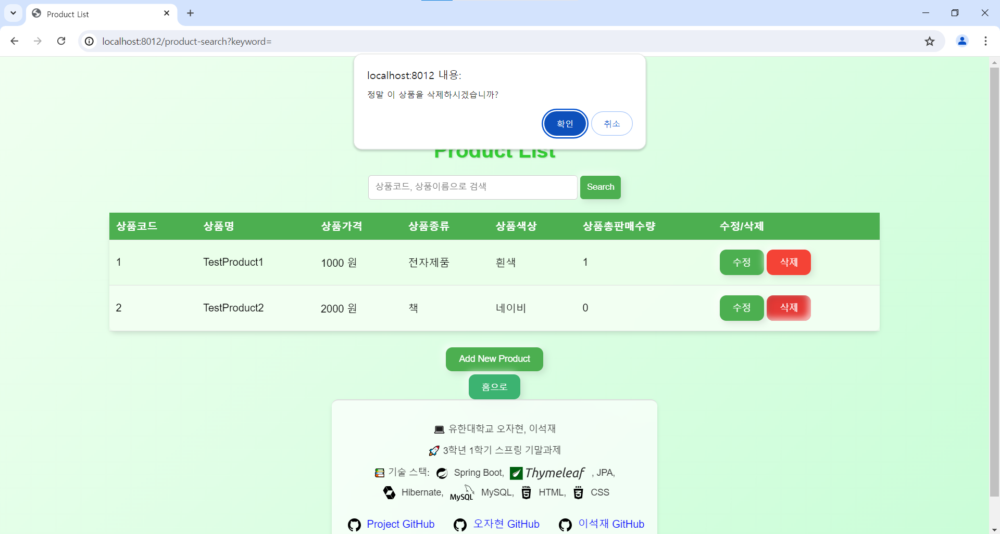 Product List
localhost:8012/product-search?keyword=
localhost:8012 내용:
정말 이 상품을 삭제하시겠습니까?
확인 취소
Product List
상품코드, 상품이름으로 검색 Search
상품코드 상품명 상품가격 상품종류 상품색상 상품총판매수량 수정/삭제
1 TestProduct1 1000 원 전자제품 흰색 1 수정 삭제
2 TestProduct2 2000 원 책 네이비 0 수정 삭제
Add New Product
홈으로
유한대학교 오자현, 이석재
3학년 1학기 스프링 기말과제
기술 스택: Spring Boot, Thymeleaf , JPA,
Hibernate, MySQL MySQL, HTML, CSS
Project GitHub 오자현 GitHub 이석재 GitHub